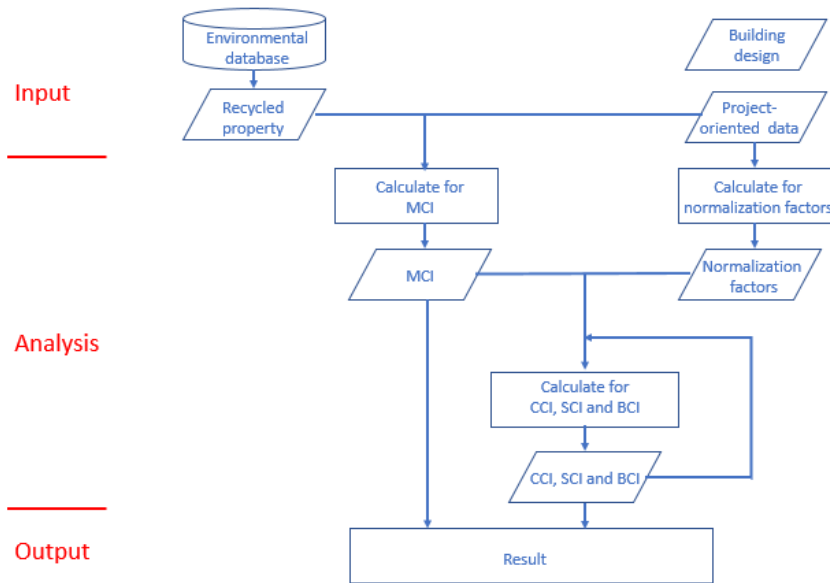 Environmental
database
Building
design
Input
Recycled
property
Project-
oriented data
Calculate for
MCI
Calculate for
normalization factors
MCI
Normalization
factors
Analysis
Calculate for
CCI, SCI and BCI
CCI, SCI and BCI
Output
Result